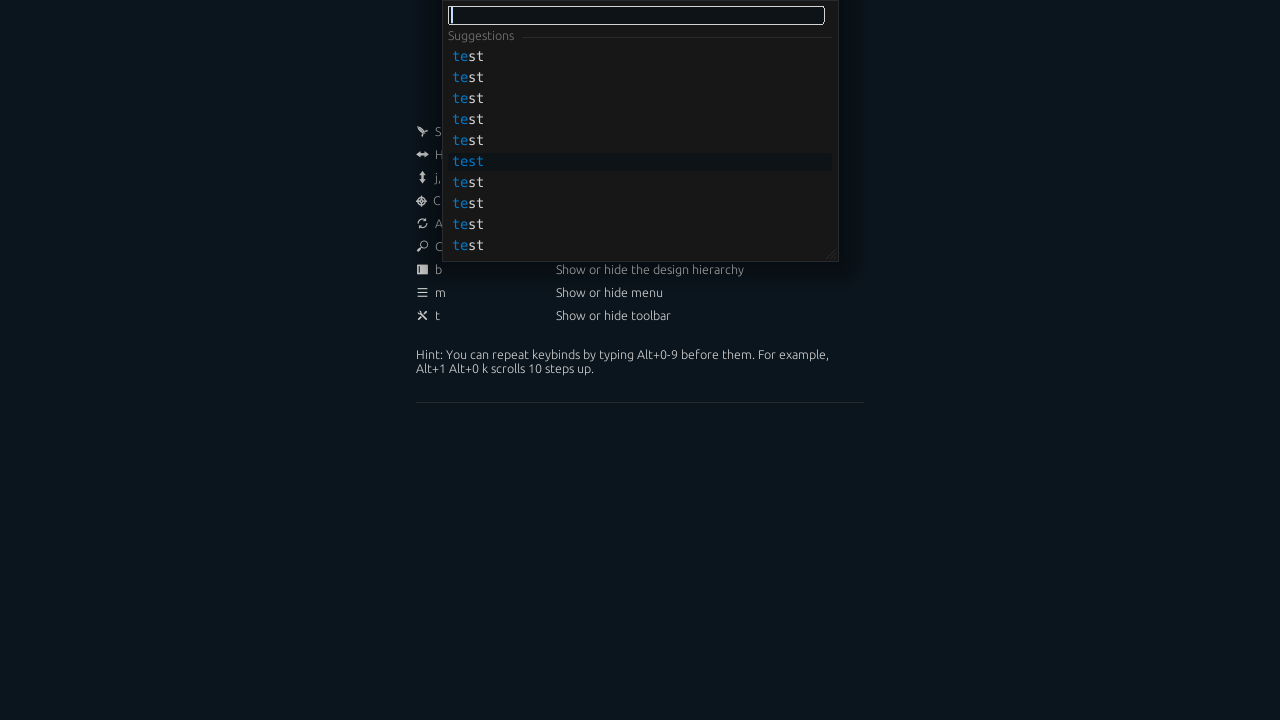 Suggestions
test
test
test
test
test
test
test
test
test
test
S
H
j,
C
A
C
b Show or hide the design hierarchy
m Show or hide menu
t Show or hide toolbar
Hint: You can repeat keybinds by typing Alt+0-9 before them. For example,
Alt+1 Alt+0 k scrolls 10 steps up.